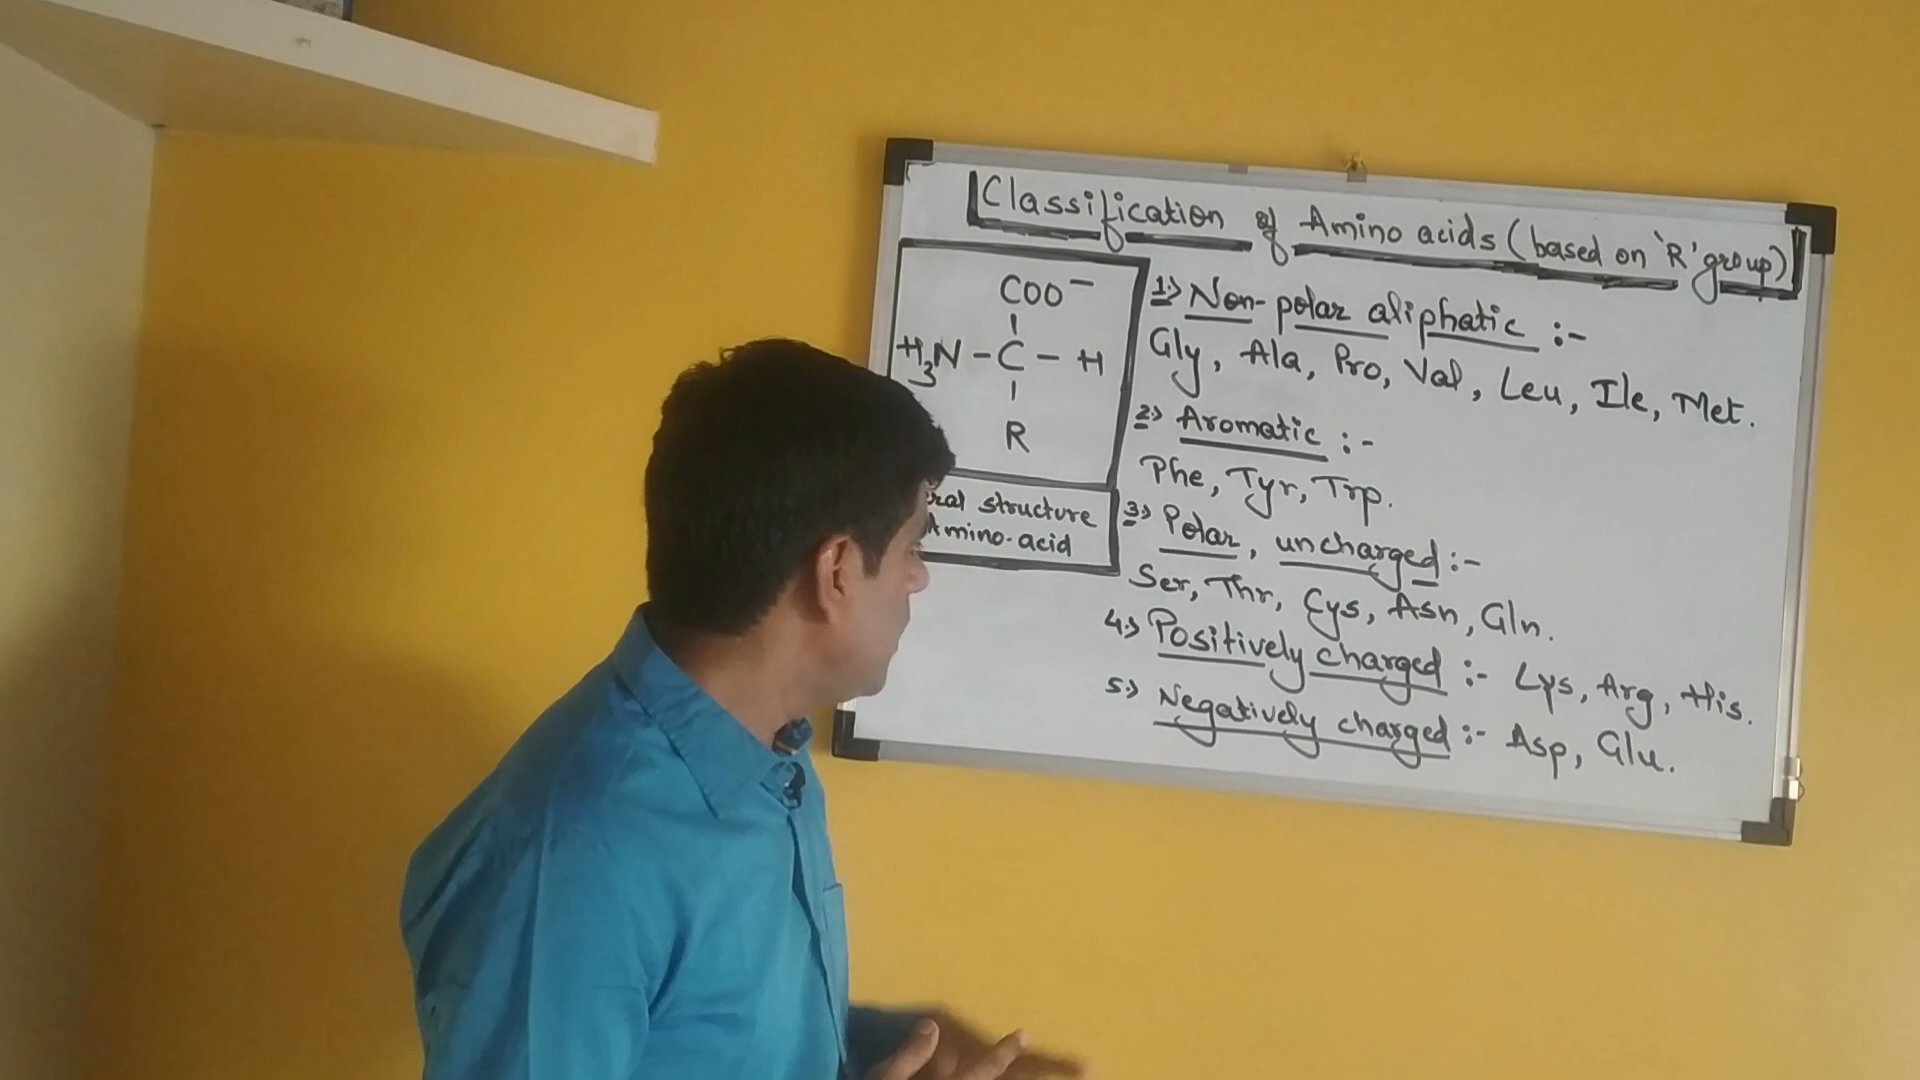 Classification of Amino acids (based on 'R' group)
COO⁻
H₃N - C - H
R
structure
Amino-acid
1.) Non-polar aliphatic :-
Gly, Ala, Pro, Val, Leu, Ile, Met.
2.) Aromatic :-
Phe, Tyr, Trp.
3.) Polar, uncharged :-
Ser, Thr, Cys, Asn, Gln.
4.) Positively charged :- Lys, Arg, His.
5.) Negatively charged :- Asp, Glu.